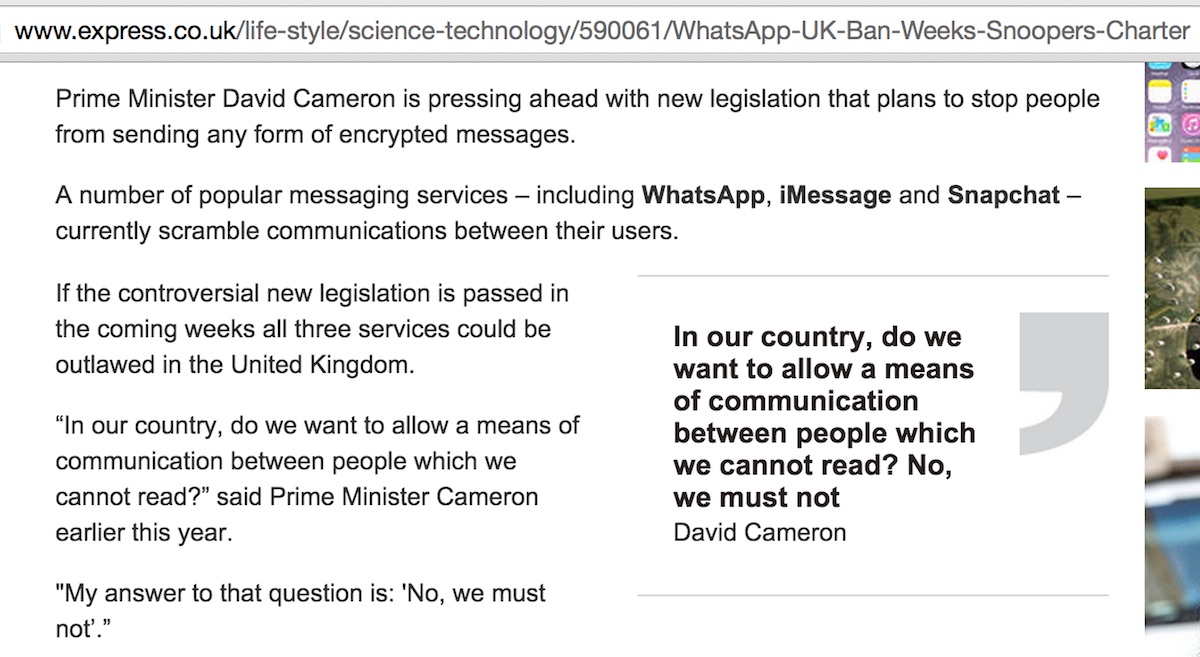 www.express.co.uk/life-style/science-technology/590061/WhatsApp-UK-Ban-Weeks-Snoopers-Charter
Prime Minister David Cameron is pressing ahead with new legislation that plans to stop people
from sending any form of encrypted messages.
A number of popular messaging services – including WhatsApp, iMessage and Snapchat –
currently scramble communications between their users.
If the controversial new legislation is passed in
the coming weeks all three services could be
outlawed in the United Kingdom.
“In our country, do we want to allow a means of
communication between people which we
cannot read?” said Prime Minister Cameron
earlier this year.
"My answer to that question is: 'No, we must
not’.”
In our country, do we
want to allow a means
of communication
between people which
we cannot read? No,
we must not
David Cameron